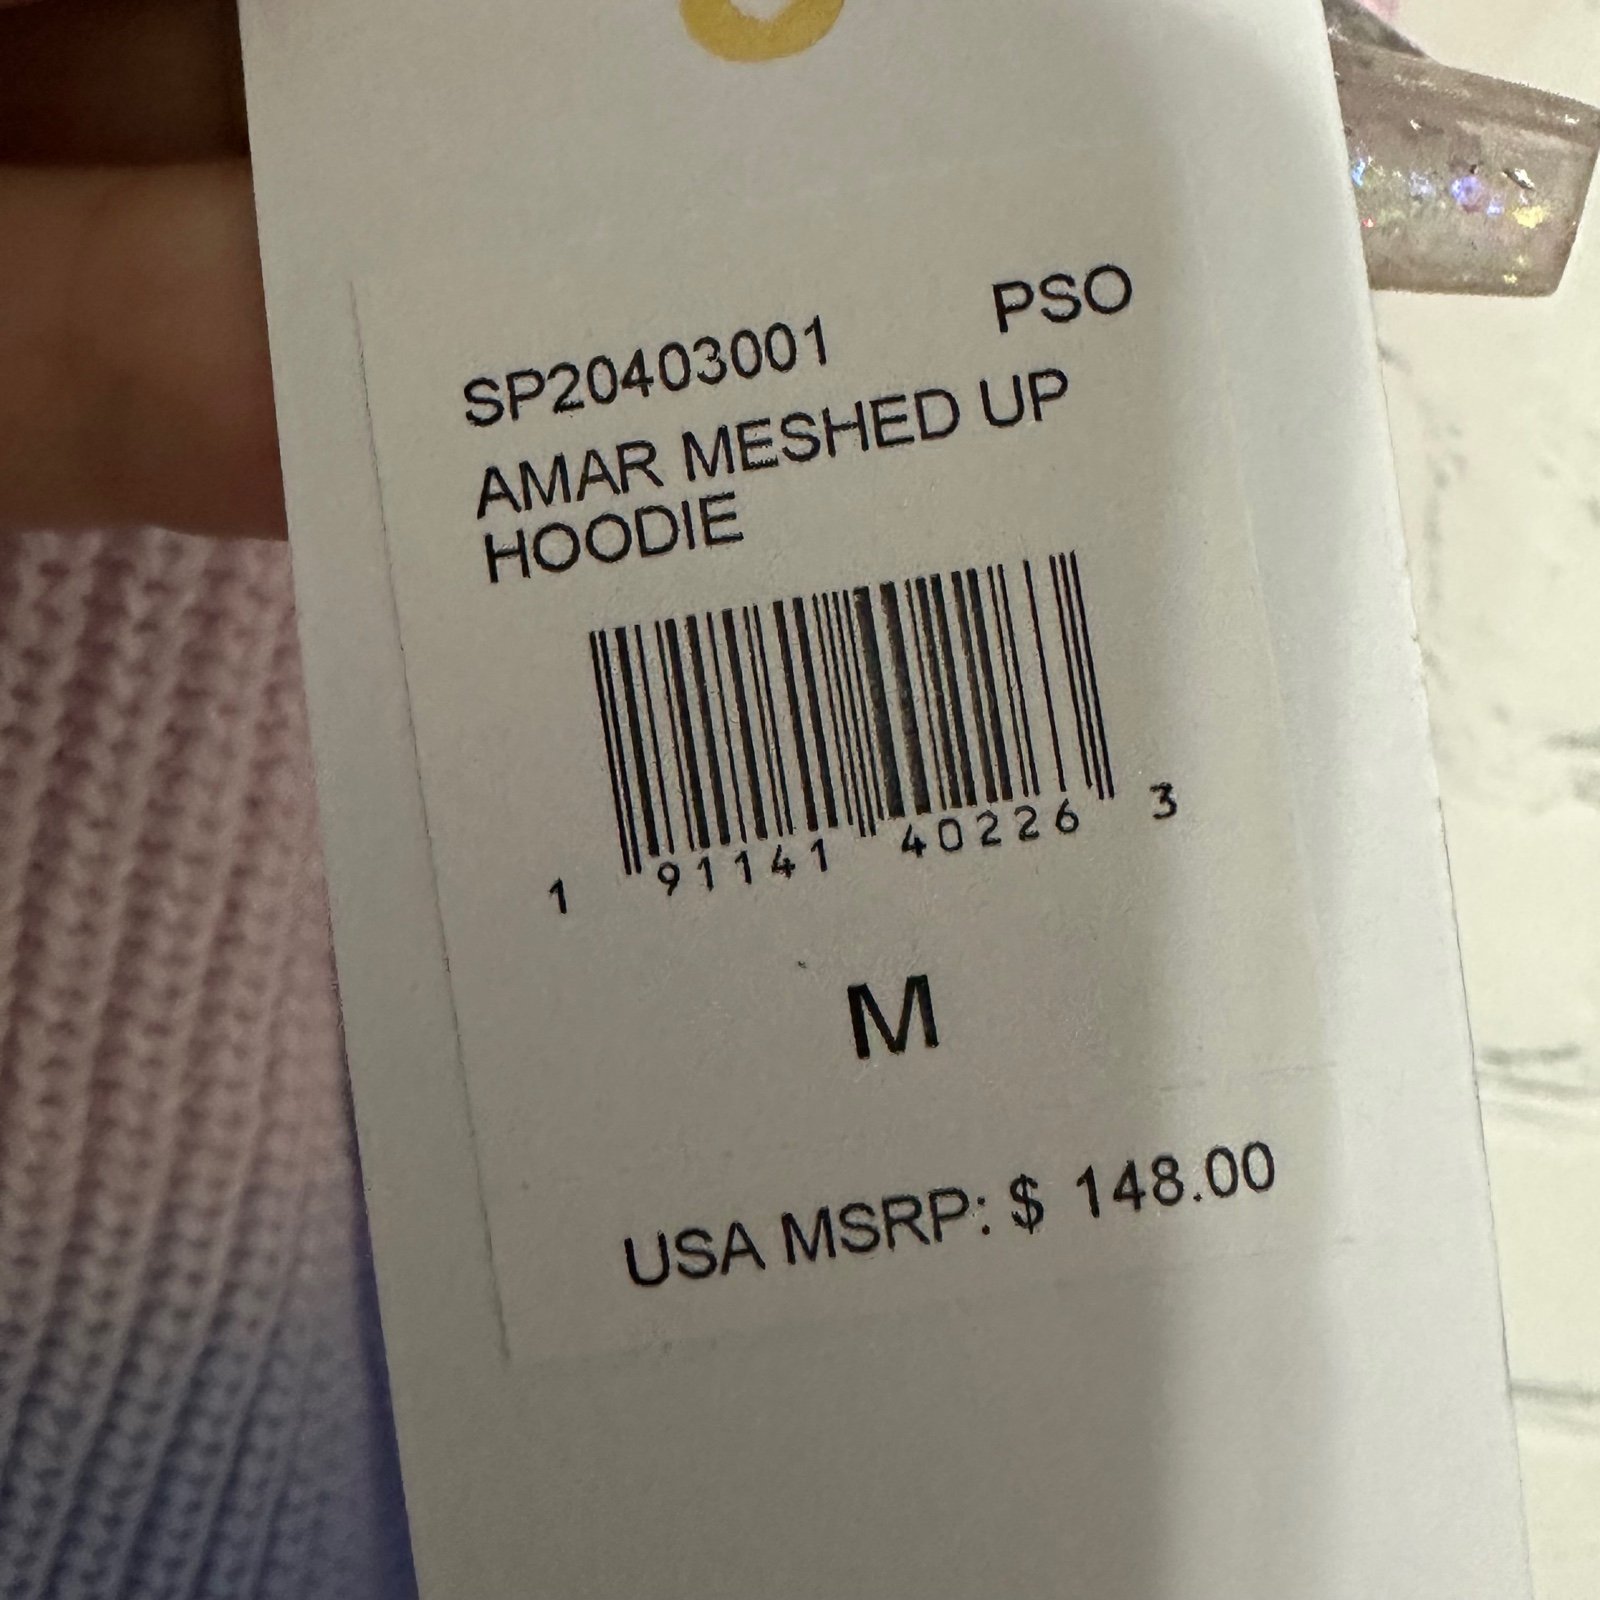 SP20403001 PSO
AMAR MESHED UP
HOODIE
1 91141 40226 3
M
USA MSRP: $ 148.00